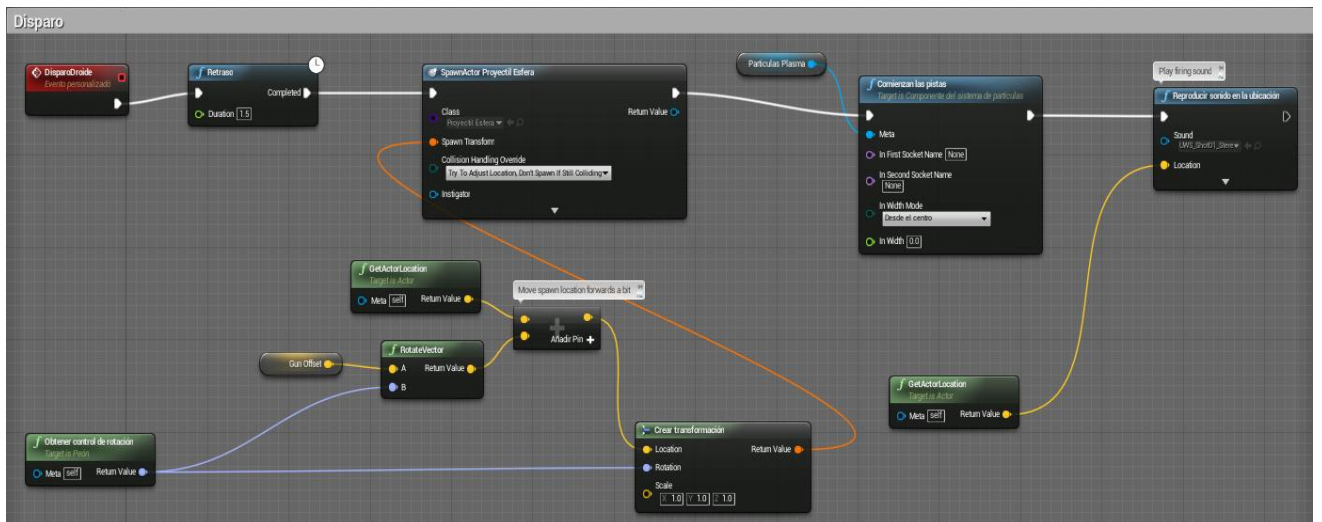 Disparo
DisparoDroide
Evento personalizado
Retraso
Completed
Duration 1.5
SpawnActor Proyectil Esfera
Class
Proyectil Esfera
Return Value
Spawn Transform
Collision Handling Override
Try To Adjust Location, Don't Spawn If Still Colliding
Instigator
Particulas Plasma
Comienzan las pistas
Target is Componente del sistema de partículas
Meta
In First Socket Name None
In Second Socket Name
None
In Width Mode
Desde el centro
In Width 0.0
Play firing sound
Reproducir sonido en la ubicación
Sound
UWS_Shot01_Stere
Location
GetActorLocation
Target is Actor
Meta self Return Value
Move spawn location forwards a bit
Añadir Pin
Gun Offset
RotateVector
A Return Value
B
Obtener control de rotación
Target is Peón
Meta self Return Value
Crear transformación
Location Return Value
Rotation
Scale
X 1.0 Y 1.0 Z 1.0
GetActorLocation
Target is Actor
Meta self Return Value